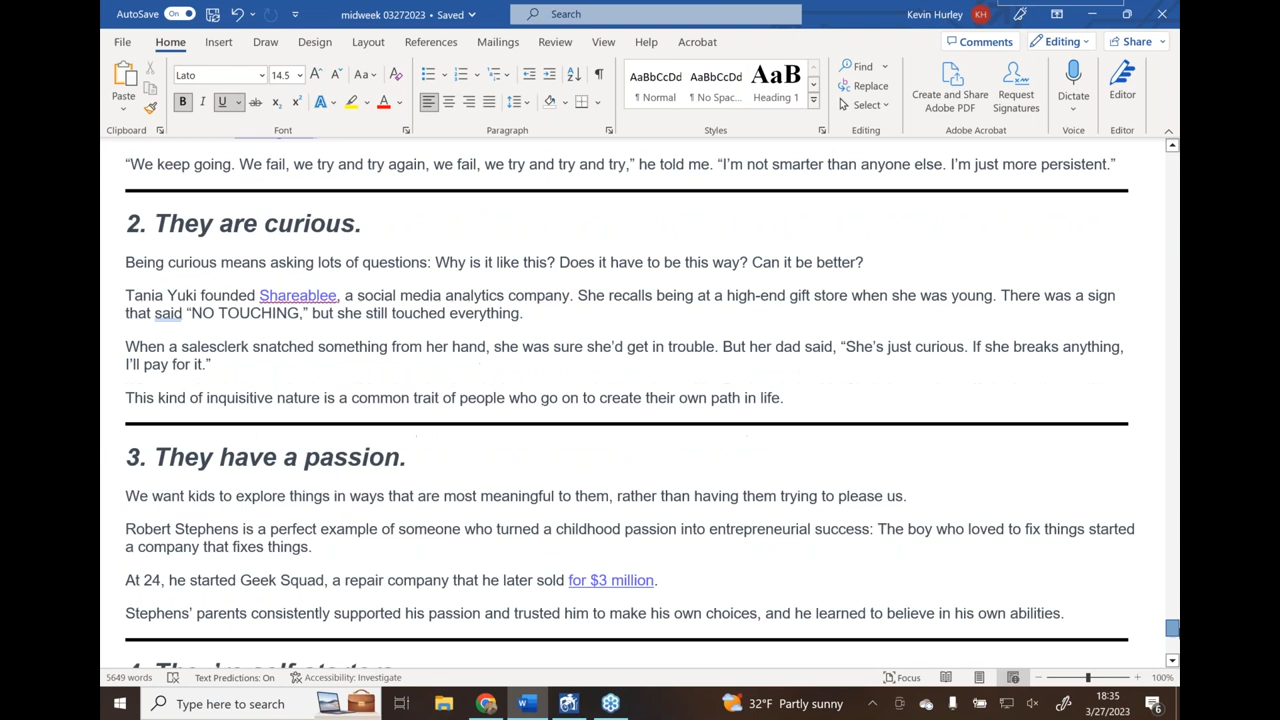 AutoSave On midweek 03272023 • Saved Search Kevin Hurley KH
File Home Insert Draw Design Layout References Mailings Review View Help Acrobat Comments Editing Share
Lato 14.5 A A Aa A Find
AaBbCcDd AaBbCcDd AaB
Replace
Paste B I U ab x₂ x² A A ¶ Normal ¶ No Spac... Heading 1 Select Create and Share Adobe PDF Request Signatures Dictate Editor
Clipboard Font Paragraph Styles Editing Adobe Acrobat Voice Editor
“We keep going. We fail, we try and try again, we fail, we try and try and try,” he told me. “I’m not smarter than anyone else. I’m just more persistent.”
2. They are curious.
Being curious means asking lots of questions: Why is it like this? Does it have to be this way? Can it be better?
Tania Yuki founded Shareablee, a social media analytics company. She recalls being at a high-end gift store when she was young. There was a sign
that said “NO TOUCHING,” but she still touched everything.
When a salesclerk snatched something from her hand, she was sure she’d get in trouble. But her dad said, “She’s just curious. If she breaks anything,
I’ll pay for it.”
This kind of inquisitive nature is a common trait of people who go on to create their own path in life.
3. They have a passion.
We want kids to explore things in ways that are most meaningful to them, rather than having them trying to please us.
Robert Stephens is a perfect example of someone who turned a childhood passion into entrepreneurial success: The boy who loved to fix things started
a company that fixes things.
At 24, he started Geek Squad, a repair company that he later sold for $3 million.
Stephens’ parents consistently supported his passion and trusted him to make his own choices, and he learned to believe in his own abilities.
4. They’re self-starters
5649 words Text Predictions: On Accessibility: Investigate Focus 100%
Type here to search 32°F Partly sunny 18:35
3/27/2023 6